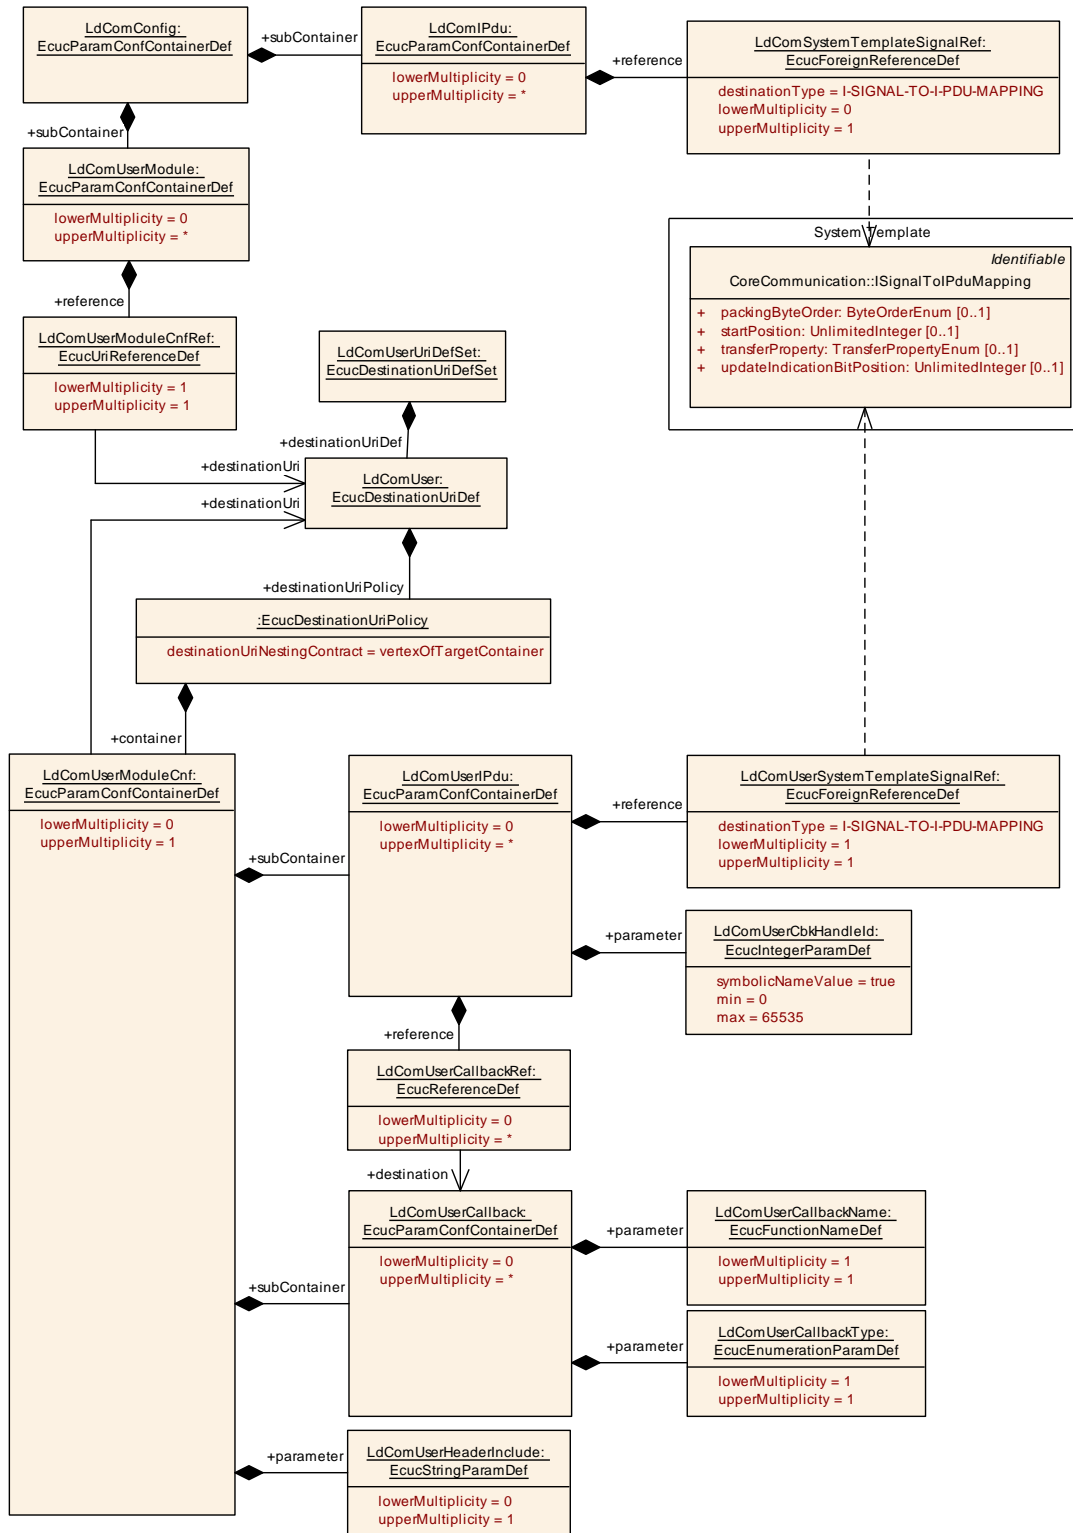 LdComConfig:
EcucParamConfContainerDef
+subContainer
LdComIPdu:
EcucParamConfContainerDef
lowerMultiplicity = 0
upperMultiplicity = *
+reference
LdComSystemTemplateSignalRef:
EcucForeignReferenceDef
destinationType = I-SIGNAL-TO-I-PDU-MAPPING
lowerMultiplicity = 0
upperMultiplicity = 1
+subContainer
LdComUserModule:
EcucParamConfContainerDef
lowerMultiplicity = 0
upperMultiplicity = *
System Template
Identifiable
CoreCommunication::ISignalToIPduMapping
+ packingByteOrder: ByteOrderEnum [0..1]
+ startPosition: UnlimitedInteger [0..1]
+ transferProperty: TransferPropertyEnum [0..1]
+ updateIndicationBitPosition: UnlimitedInteger [0..1]
+reference
LdComUserModuleCnfRef:
EcucUriReferenceDef
lowerMultiplicity = 1
upperMultiplicity = 1
LdComUserUriDefSet:
EcucDestinationUriDefSet
+destinationUriDef
+destinationUri
+destinationUri
LdComUser:
EcucDestinationUriDef
+destinationUriPolicy
:EcucDestinationUriPolicy
destinationUriNestingContract = vertexOfTargetContainer
+container
LdComUserModuleCnf:
EcucParamConfContainerDef
lowerMultiplicity = 0
upperMultiplicity = 1
+subContainer
LdComUserIPdu:
EcucParamConfContainerDef
lowerMultiplicity = 0
upperMultiplicity = *
+reference
LdComUserSystemTemplateSignalRef:
EcucForeignReferenceDef
destinationType = I-SIGNAL-TO-I-PDU-MAPPING
lowerMultiplicity = 1
upperMultiplicity = 1
+parameter
LdComUserCbkHandleId:
EcucIntegerParamDef
symbolicNameValue = true
min = 0
max = 65535
+reference
LdComUserCallbackRef:
EcucReferenceDef
lowerMultiplicity = 0
upperMultiplicity = *
+destination
LdComUserCallback:
EcucParamConfContainerDef
lowerMultiplicity = 0
upperMultiplicity = *
+subContainer
+parameter
LdComUserCallbackName:
EcucFunctionNameDef
lowerMultiplicity = 1
upperMultiplicity = 1
+parameter
LdComUserCallbackType:
EcucEnumerationParamDef
lowerMultiplicity = 1
upperMultiplicity = 1
+parameter
LdComUserHeaderInclude:
EcucStringParamDef
lowerMultiplicity = 0
upperMultiplicity = 1